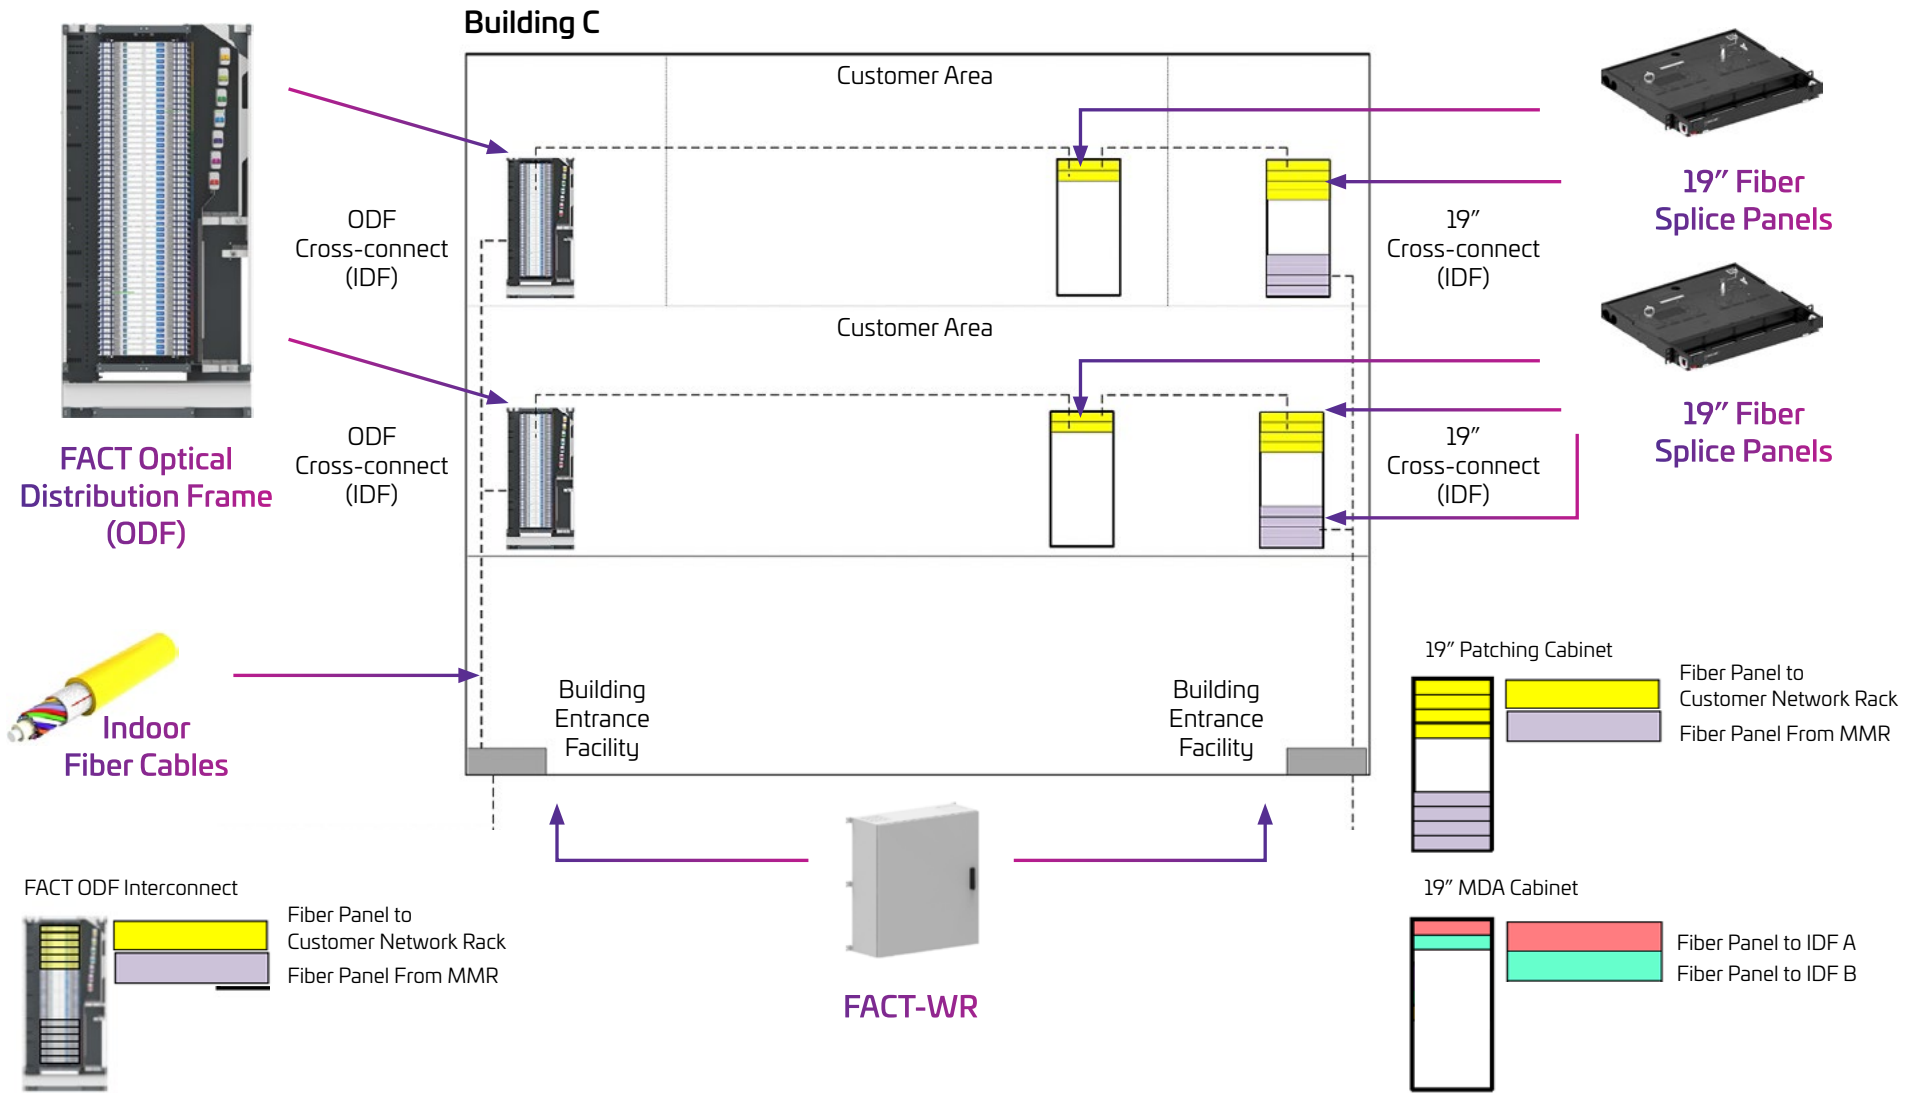 Building C
Customer Area
ODF
Cross-connect
(IDF)
19” Fiber
Splice Panels
19”
Cross-connect
(IDF)
Customer Area
FACT Optical
Distribution Frame
(ODF)
ODF
Cross-connect
(IDF)
19”
Cross-connect
(IDF)
19” Fiber
Splice Panels
Indoor
Fiber Cables
Building
Entrance
Facility
Building
Entrance
Facility
19” Patching Cabinet
Fiber Panel to
Customer Network Rack
Fiber Panel From MMR
FACT ODF Interconnect
Fiber Panel to
Customer Network Rack
Fiber Panel From MMR
FACT-WR
19” MDA Cabinet
Fiber Panel to IDF A
Fiber Panel to IDF B